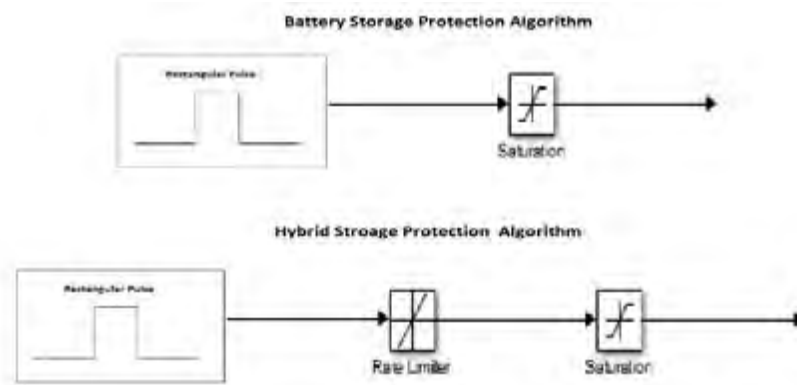 Battery Storage Protection Algorithm
Rectangular Pulse
Saturation
Hybrid Stroage Protection Algorithm
Rectangular Pulse
Rate Limiter
Saturation